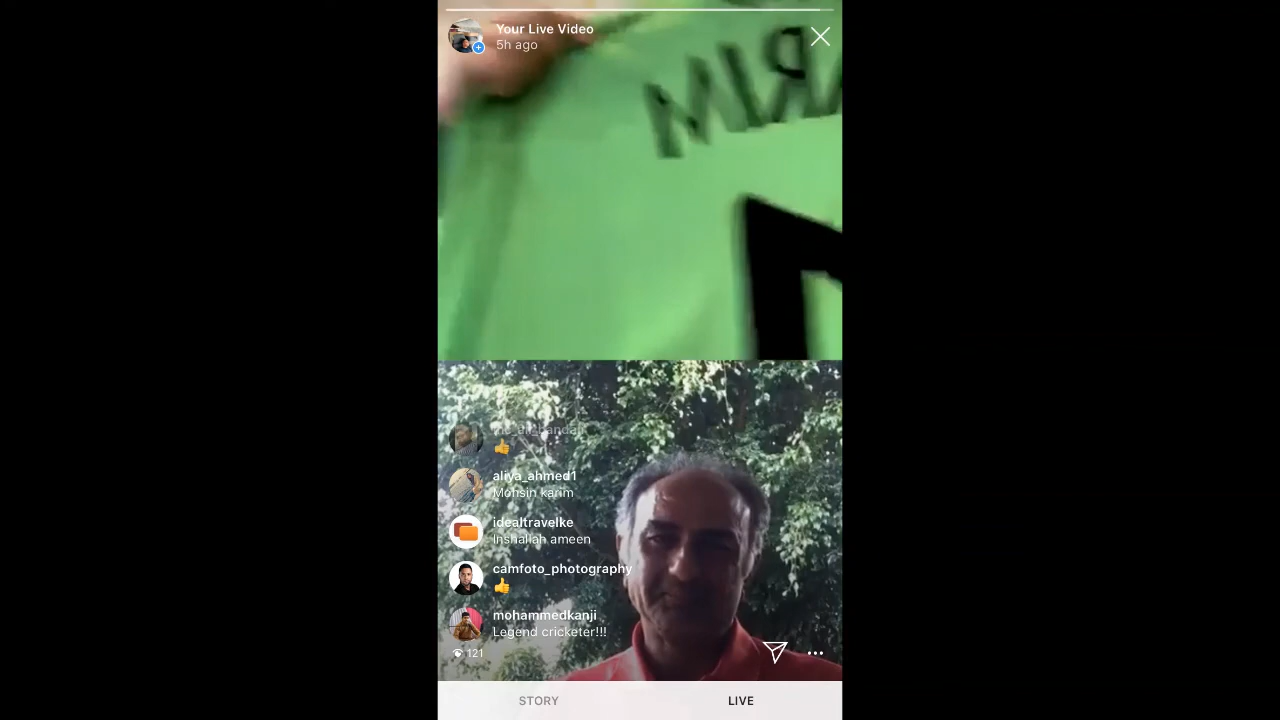 Your Live Video
5h ago
aliya_ahmed1
Mohsin karim
idealtravelke
Inshallah ameen
camfoto_photography
👍
mohammedkanji
Legend cricketer!!!
121
STORY
LIVE